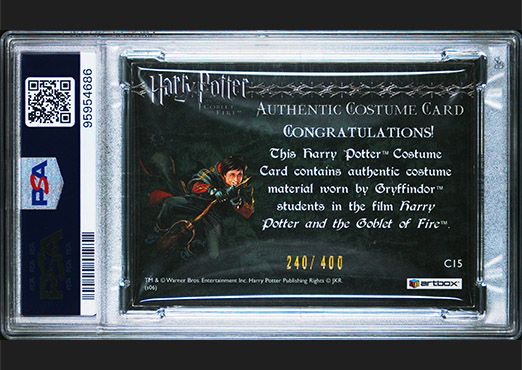 95954686
PSA
Harry Potter
GOBLET
OF FIRE
AUTHENTIC COSTUME CARD
CONGRATULATIONS!
This Harry Potter™ Costume
Card contains authentic costume
material worn by Gryffindor™
students in the film Harry
Potter and the Goblet of Fire™.
240/400
C15
TM & © Warner Bros. Entertainment Inc. Harry Potter Publishing Rights © JKR.
(s06)
artbox